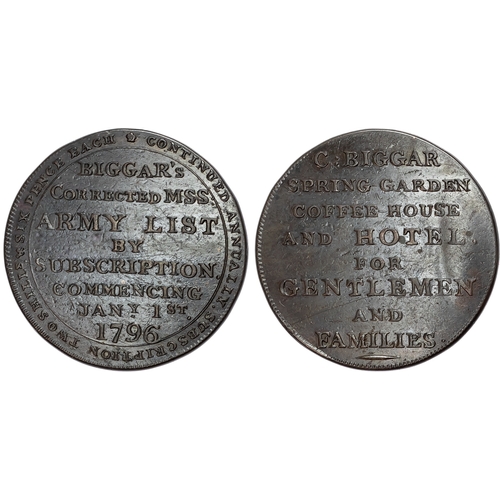 CONTINUED ANNUALLY. SUBSCRIPTION TWO SHILL.&SIX PENCE EACH
BIGGAR'S
CORRECTED MSS.
ARMY LIST
BY
SUBSCRIPTION.
COMMENCING
JANY 1ST.
1796
C: BIGGAR
SPRING GARDEN
COFFEE HOUSE
AND HOTEL
FOR
GENTLEMEN
AND
FAMILIES.